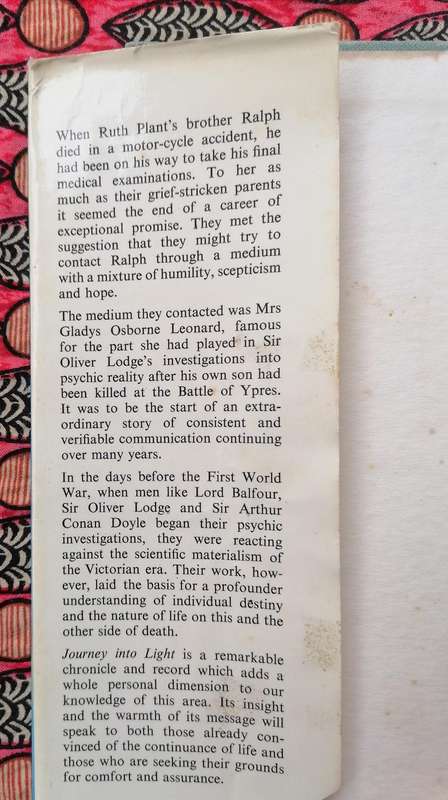 When Ruth Plant's brother Ralph
died in a motor-cycle accident, he
had been on his way to take his final
medical examinations. To her as
much as their grief-stricken parents
it seemed the end of a career of
exceptional promise. They met the
suggestion that they might try to
contact Ralph through a medium
with a mixture of humility, scepticism
and hope.
The medium they contacted was Mrs
Gladys Osborne Leonard, famous
for the part she had played in Sir
Oliver Lodge's investigations into
psychic reality after his own son had
been killed at the Battle of Ypres.
It was to be the start of an extra-
ordinary story of consistent and
verifiable communication continuing
over many years.
In the days before the First World
War, when men like Lord Balfour,
Sir Oliver Lodge and Sir Arthur
Conan Doyle began their psychic
investigations, they were reacting
against the scientific materialism of
the Victorian era. Their work, how-
ever, laid the basis for a profounder
understanding of individual destiny
and the nature of life on this and the
other side of death.
Journey into Light is a remarkable
chronicle and record which adds a
whole personal dimension to our
knowledge of this area. Its insight
and the warmth of its message will
speak to both those already con-
vinced of the continuance of life and
those who are seeking their grounds
for comfort and assurance.